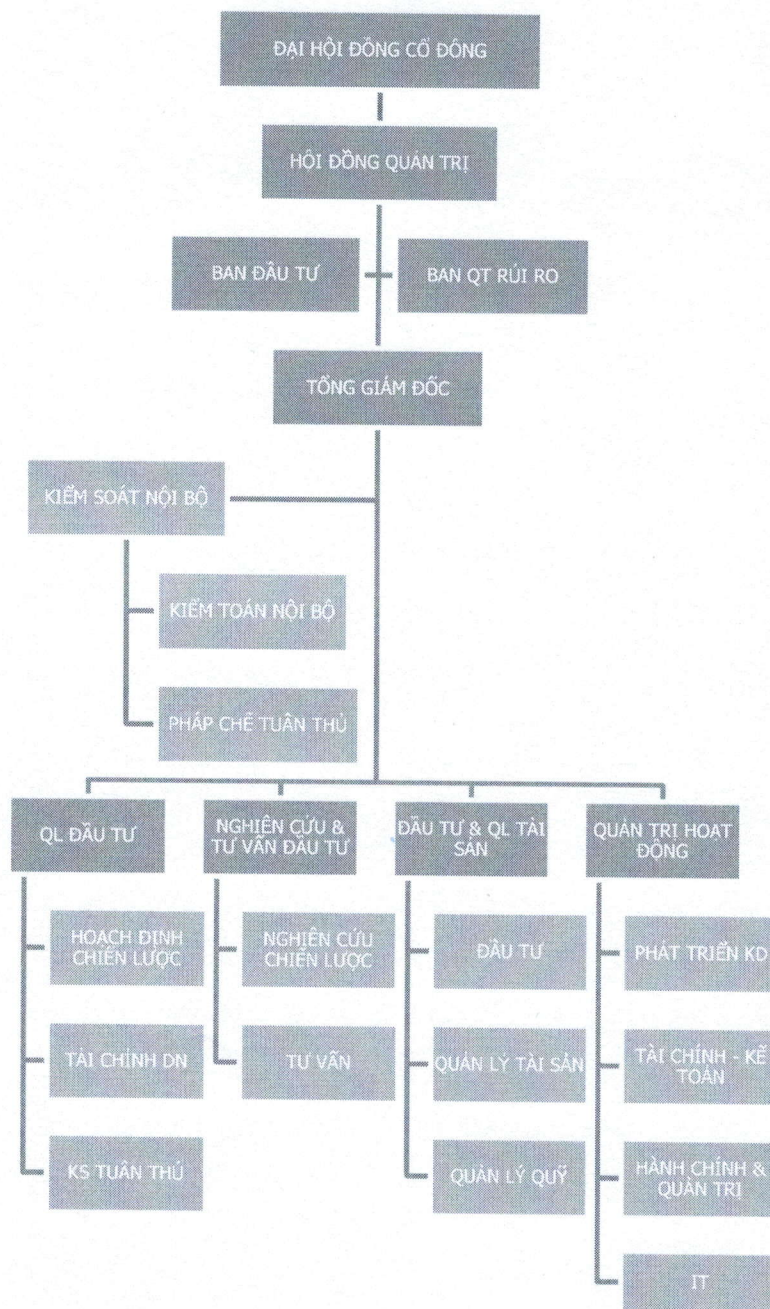 ĐẠI HỘI ĐỒNG CỔ ĐÔNG
HỘI ĐỒNG QUẢN TRỊ
BAN ĐẦU TƯ
BAN QT RỦI RO
TỔNG GIÁM ĐỐC
KIỂM SOÁT NỘI BỘ
KIỂM TOÁN NỘI BỘ
PHÁP CHẾ TUÂN THỦ
QL ĐẦU TƯ
HOẠCH ĐỊNH
CHIẾN LƯỢC
TÀI CHÍNH DN
KS TUÂN THỦ
NGHIÊN CỨU &
TƯ VẤN ĐẦU TƯ
NGHIÊN CỨU
CHIẾN LƯỢC
TƯ VẤN
ĐẦU TƯ & QL TÀI
SẢN
ĐẦU TƯ
QUẢN LÝ TÀI SẢN
QUẢN LÝ QUỸ
QUẢN TRỊ HOẠT
ĐỘNG
PHÁT TRIỂN KD
TÀI CHÍNH - KẾ
TOÁN
HÀNH CHÍNH &
QUẢN TRỊ
IT